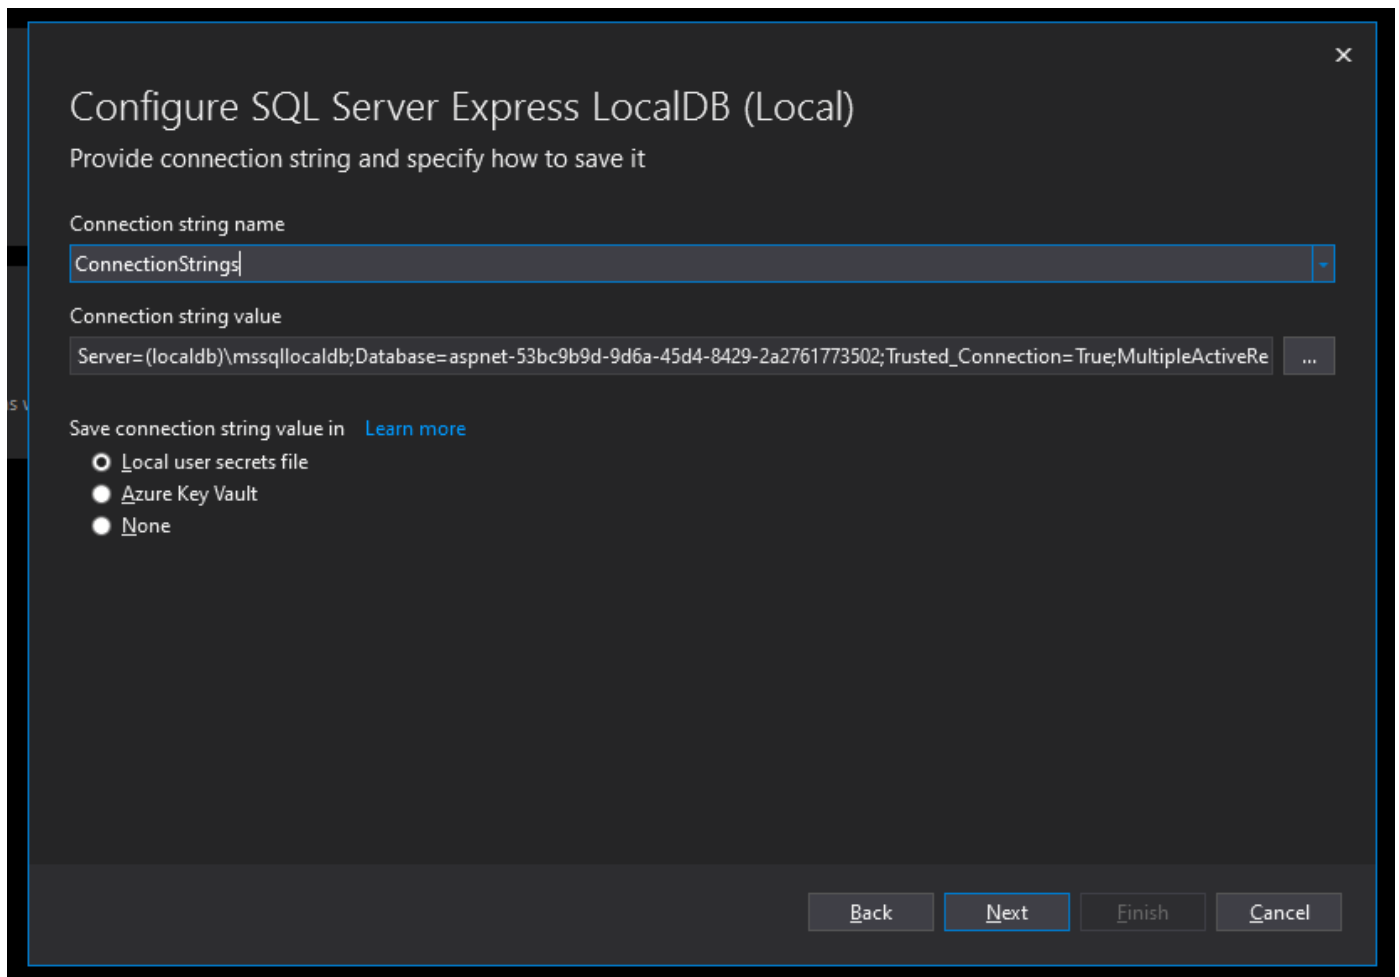 Configure SQL Server Express LocalDB (Local)
Provide connection string and specify how to save it
Connection string name
ConnectionStrings
Connection string value
Server=(localdb)\mssqllocaldb;Database=aspnet-53bc9b9d-9d6a-45d4-8429-2a2761773502;Trusted_Connection=True;MultipleActiveRe
...
Save connection string value in Learn more
Local user secrets file
Azure Key Vault
None
Back Next Finish Cancel